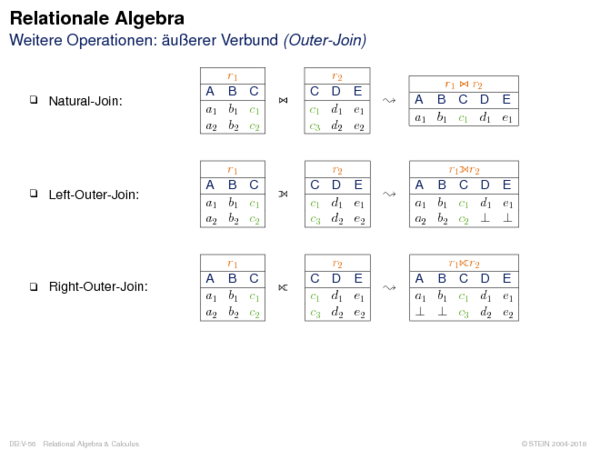 Relationale Algebra
Weitere Operationen: äußerer Verbund (Outer-Join)
r1 r2 r1 ⋈ r2
A B C C D E A B C D E
❑ Natural-Join: a1 b1 c1 ⋈ c1 d1 e1 ⇝ a1 b1 c1 d1 e1
a2 b2 c2 c3 d2 e2
r1 r2 r1⟕r2
A B C C D E A B C D E
❑ Left-Outer-Join: a1 b1 c1 ⟕ c1 d1 e1 ⇝ a1 b1 c1 d1 e1
a2 b2 c2 c3 d2 e2 a2 b2 c2 ⊥ ⊥
r1 r2 r1⟖r2
A B C C D E A B C D E
❑ Right-Outer-Join: a1 b1 c1 ⟖ c1 d1 e1 ⇝ a1 b1 c1 d1 e1
a2 b2 c2 c3 d2 e2 ⊥ ⊥ c3 d2 e2
DB:V-56 Relational Algebra & Calculus © STEIN 2004-2018